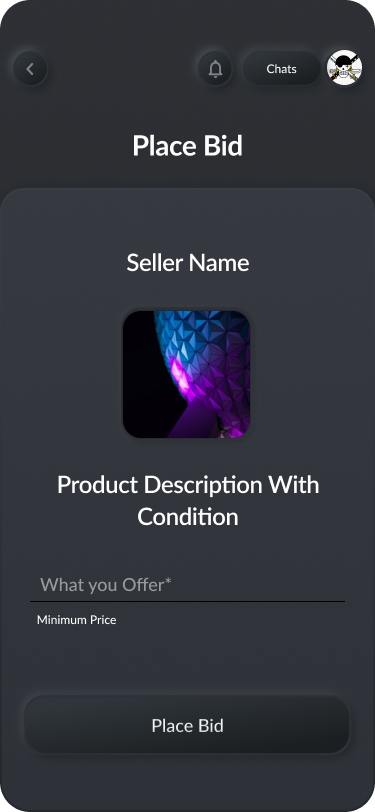 Chats
Place Bid
Seller Name
Product Description With
Condition
What you Offer*
Minimum Price
Place Bid